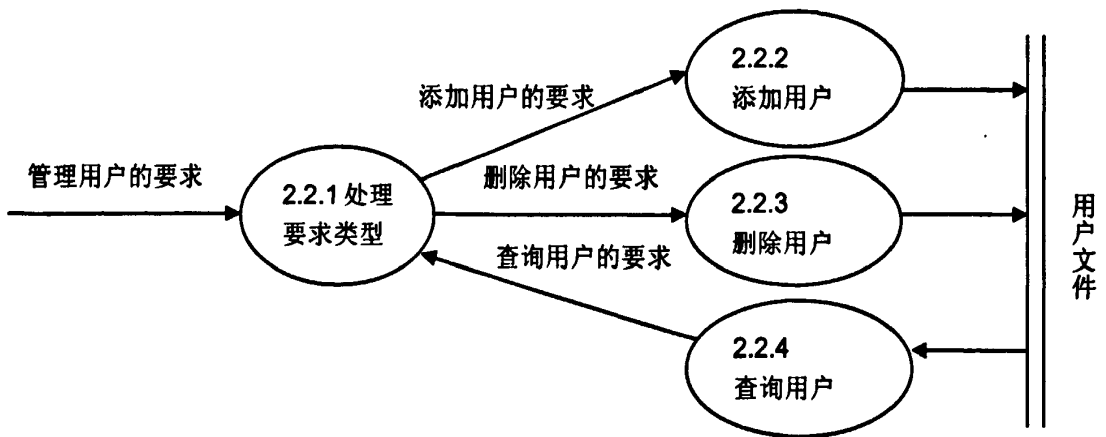 2.2.2
添加用户
添加用户的要求
管理用户的要求
2.2.1处理
要求类型
删除用户的要求
2.2.3
删除用户
查询用户的要求
2.2.4
查询用户
用户文件